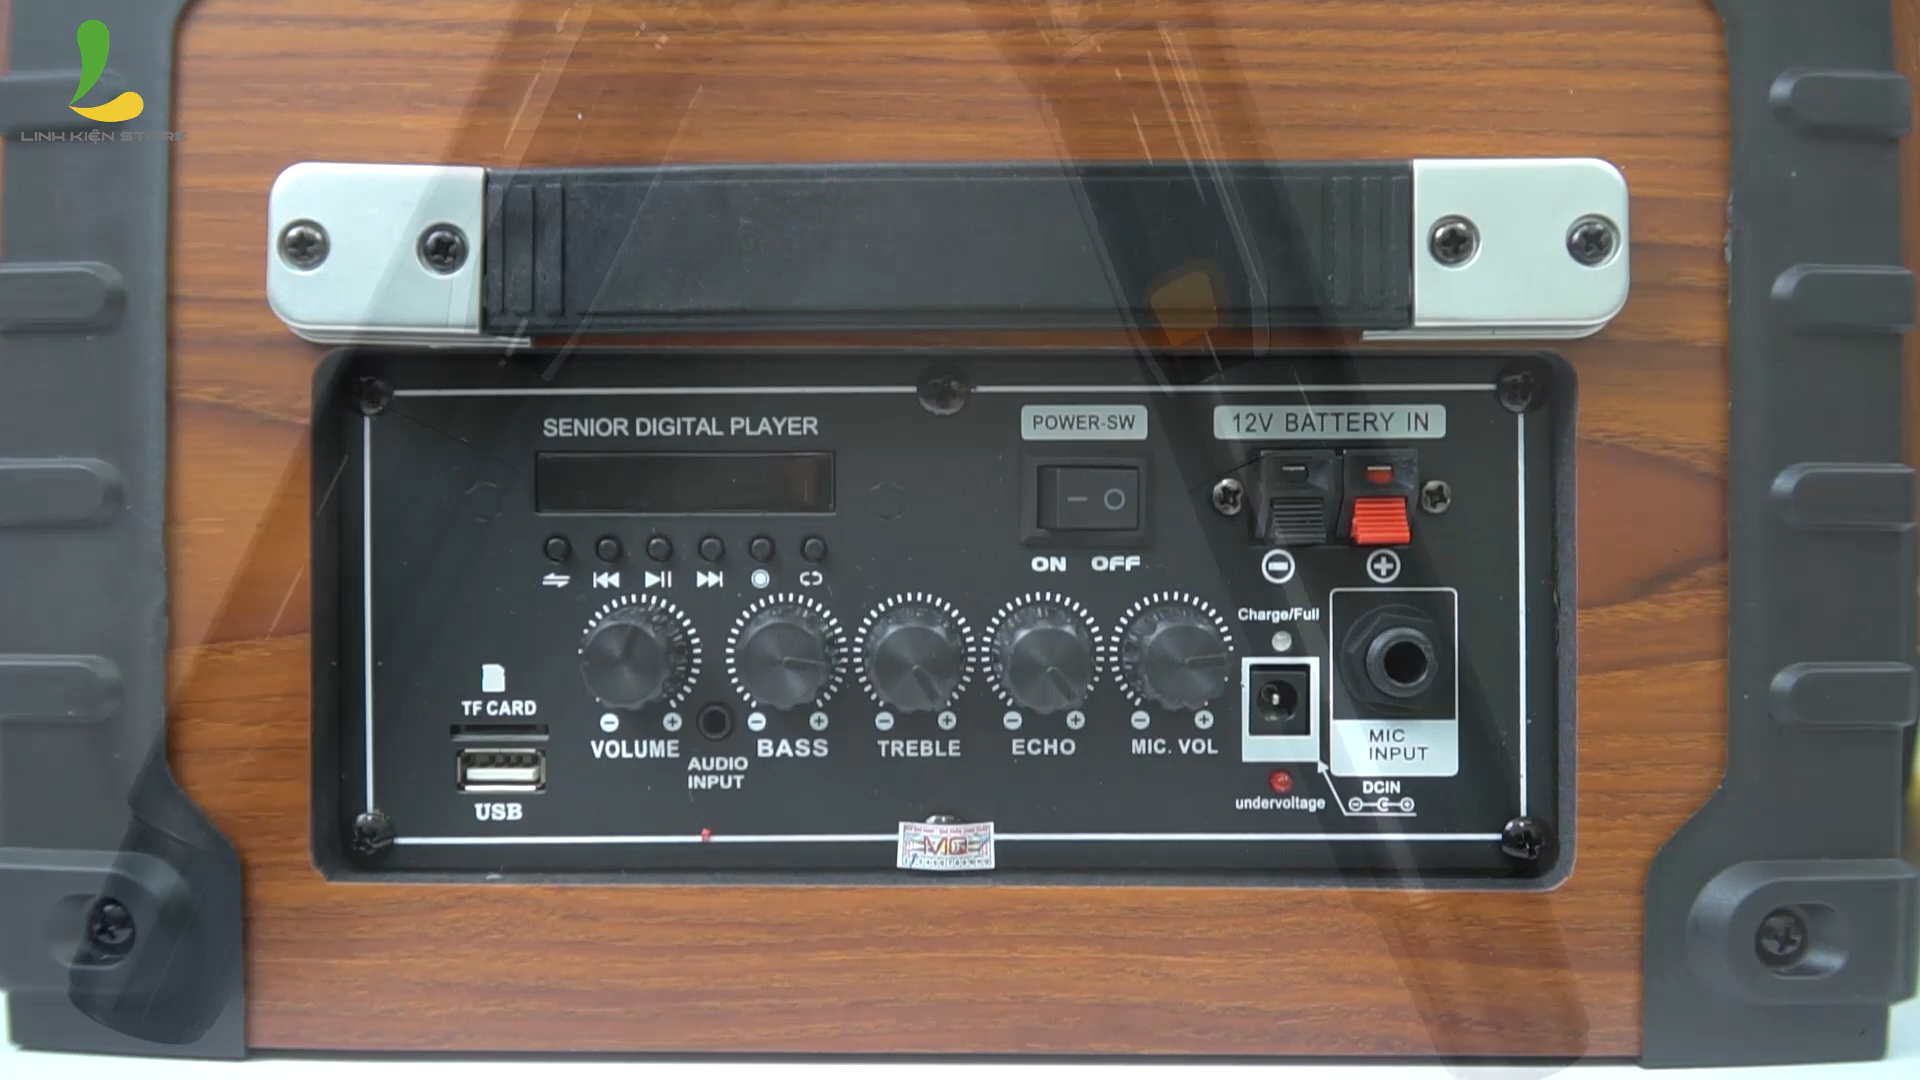 LINH KIỆN STORE
SENIOR DIGITAL PLAYER
POWER-SW
12V BATTERY IN
ON OFF
Charge/Full
TF CARD
USB
VOLUME
AUDIO
INPUT
BASS
TREBLE
ECHO
MIC. VOL
undervoltage
MIC
INPUT
DCIN